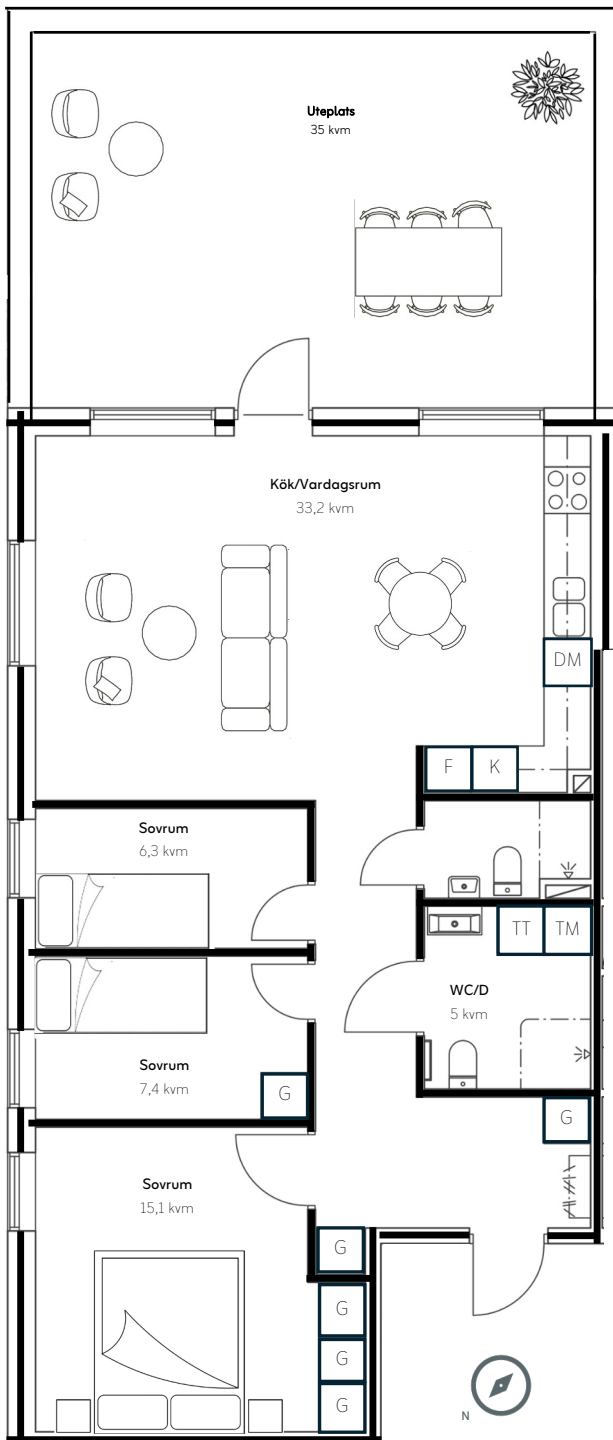 Uteplats
35 kvm
Kök/Vardagsrum
33,2 kvm
DM
F K
Sovrum
6,3 kvm
TT TM
WC/D
5 kvm
Sovrum
7,4 kvm
G
G
Sovrum
15,1 kvm
G
G
G
G
N